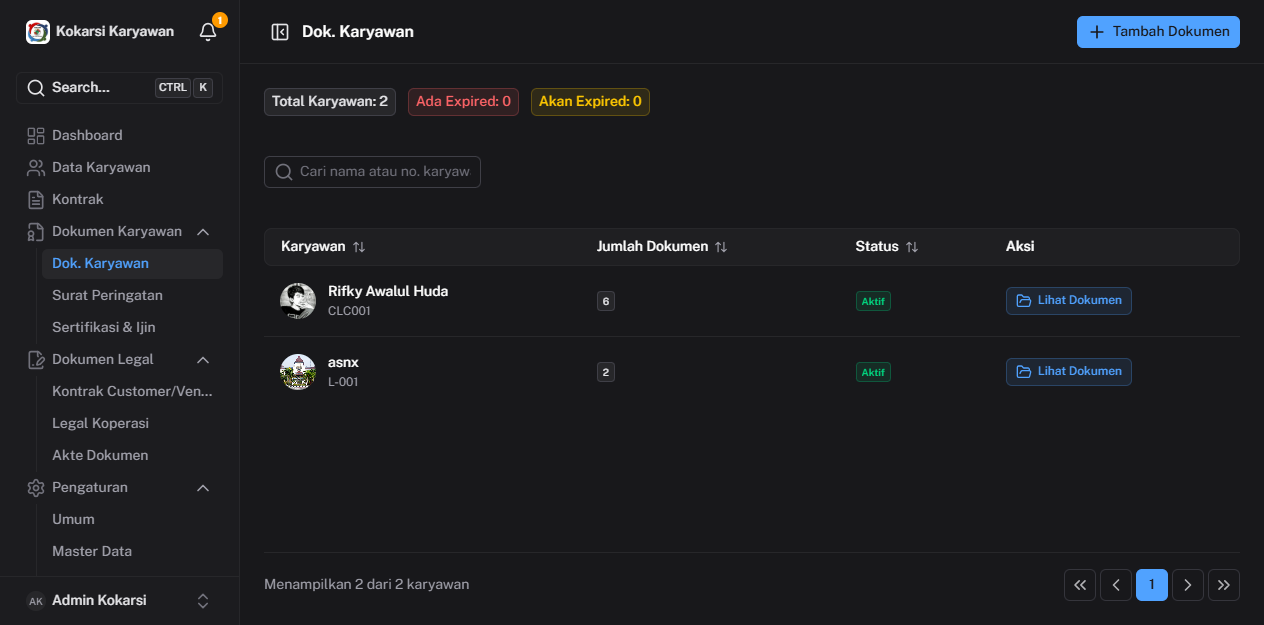 Kokarsi Karyawan
1
Search...
CTRL K
Dashboard
Data Karyawan
Kontrak
Dokumen Karyawan
Dok. Karyawan
Surat Peringatan
Sertifikasi & Ijin
Dokumen Legal
Kontrak Customer/Ven...
Legal Koperasi
Akte Dokumen
Pengaturan
Umum
Master Data
AK Admin Kokarsi
Dok. Karyawan
Tambah Dokumen
Total Karyawan: 2 Ada Expired: 0 Akan Expired: 0
Cari nama atau no. karyaw
Karyawan Jumlah Dokumen Status Aksi
Rifky Awalul Huda
CLC001
6 Aktif Lihat Dokumen
asnx
L-001
2 Aktif Lihat Dokumen
Menampilkan 2 dari 2 karyawan
1